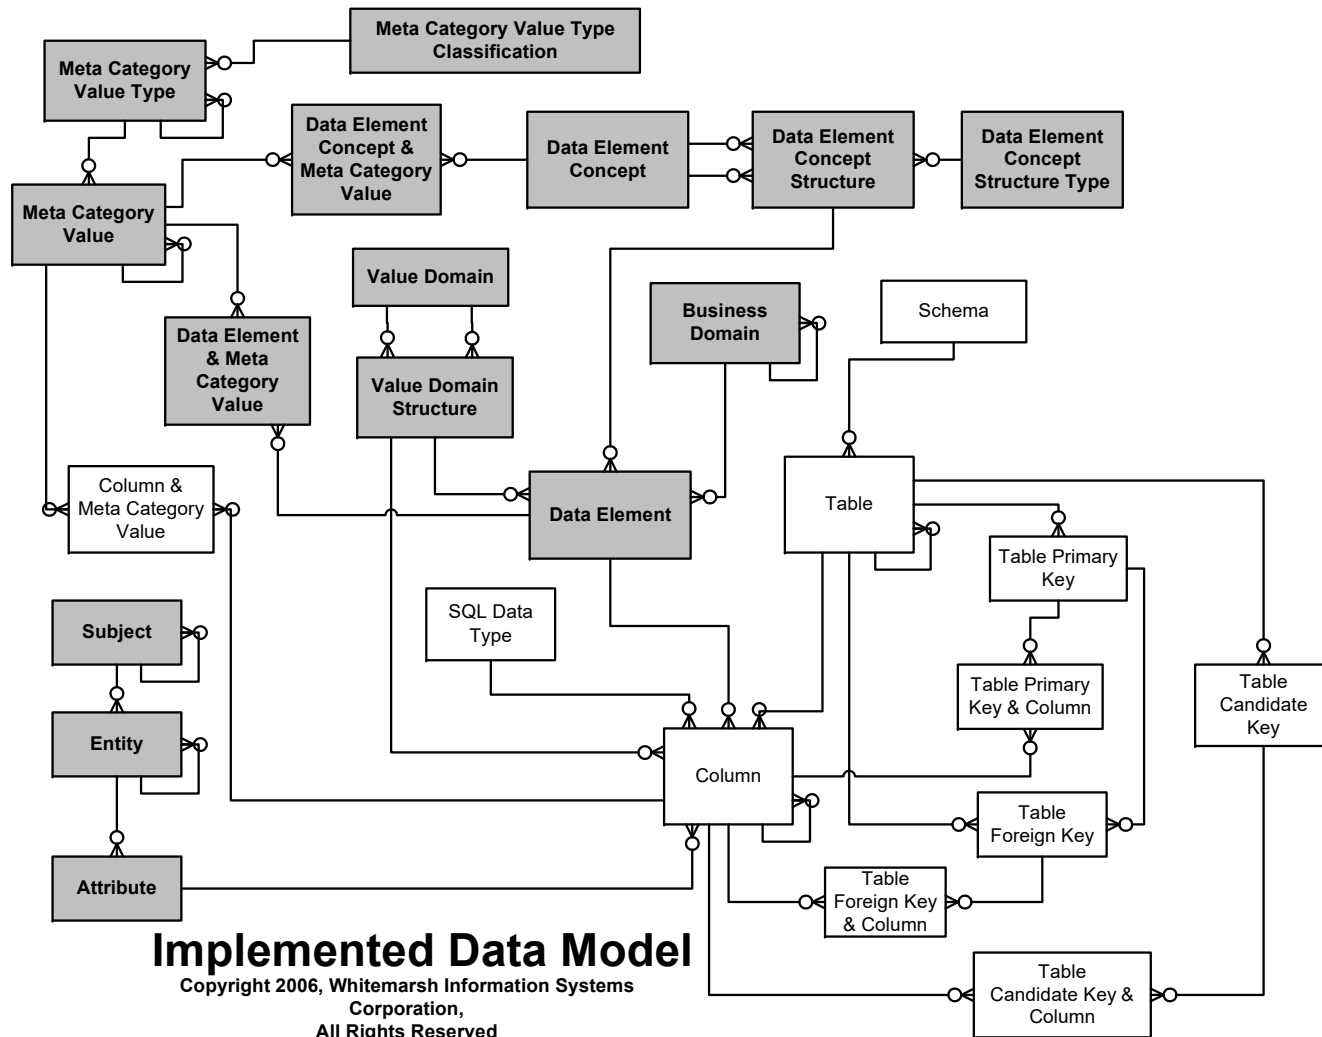 Meta Category Value Type
Classification
Meta Category
Value Type
Data Element
Concept &
Meta Category
Value
Data Element
Concept
Data Element
Concept
Structure
Data Element
Concept
Structure Type
Meta Category
Value
Value Domain
Business
Domain
Schema
Data Element
& Meta
Category
Value
Value Domain
Structure
Column &
Meta Category
Value
Data Element
Table
Table Primary
Key
SQL Data
Type
Subject
Table Primary
Key & Column
Table
Candidate
Key
Entity
Column
Table
Foreign Key
Attribute
Table
Foreign Key
& Column
Implemented Data Model
Copyright 2006, Whitemarsh Information Systems
Corporation,
All Rights Reserved
Table
Candidate Key &
Column